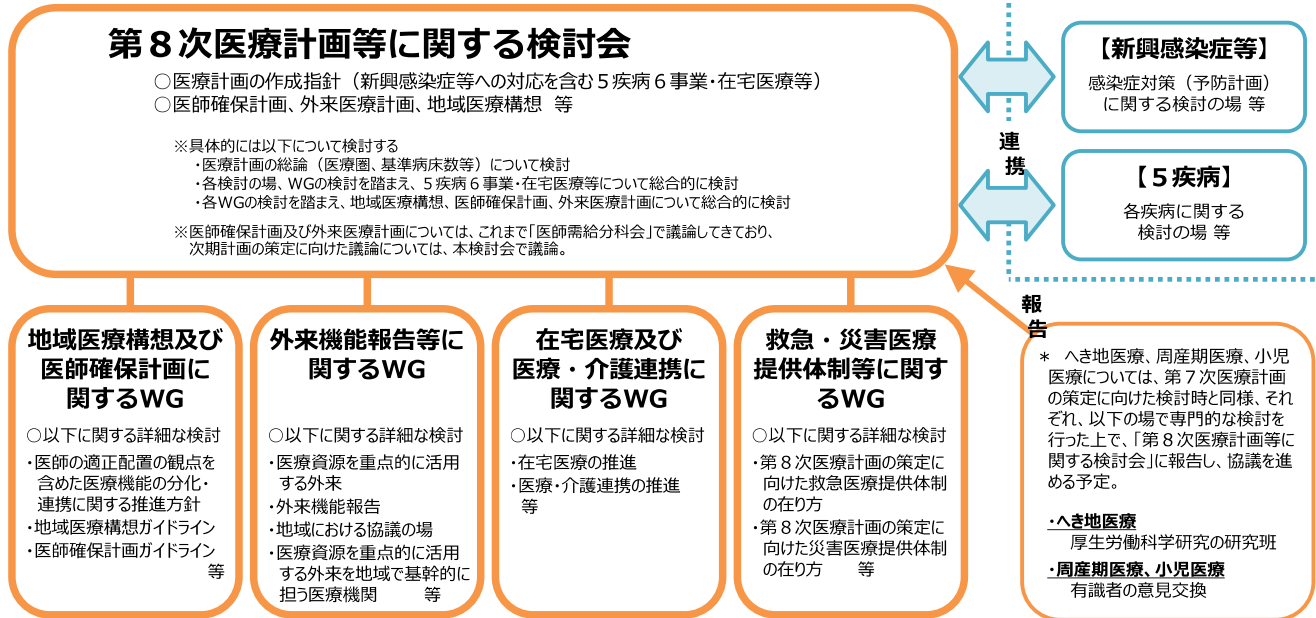 第８次医療計画等に関する検討会
○医療計画の作成指針（新興感染症等への対応を含む５疾病６事業・在宅医療等）
○医師確保計画、外来医療計画、地域医療構想 等
※具体的には以下について検討する
・医療計画の総論（医療圏、基準病床数等）について検討
・各検討の場、WGの検討を踏まえ、５疾病６事業・在宅医療等について総合的に検討
・各WGの検討を踏まえ、地域医療構想、医師確保計画、外来医療計画について総合的に検討
※医師確保計画及び外来医療計画については、これまで「医師需給分科会」で議論してきており、
次期計画の策定に向けた議論については、本検討会で議論。
連
携
【新興感染症等】
感染症対策（予防計画）
に関する検討の場 等
【５疾病】
各疾病に関する
検討の場 等
地域医療構想及び
医師確保計画に
関するWG
○以下に関する詳細な検討
・医師の適正配置の観点を
含めた医療機能の分化・
連携に関する推進方針
・地域医療構想ガイドライン
・医師確保計画ガイドライン
等
外来機能報告等に
関するWG
○以下に関する詳細な検討
・医療資源を重点的に活用
する外来
・外来機能報告
・地域における協議の場
・医療資源を重点的に活用
する外来を地域で基幹的に
担う医療機関 等
在宅医療及び
医療・介護連携に
関するWG
○以下に関する詳細な検討
・在宅医療の推進
・医療・介護連携の推進
等
救急・災害医療
提供体制等に関す
るWG
○以下に関する詳細な検討
・第８次医療計画の策定に
向けた救急医療提供体制
の在り方
・第８次医療計画の策定に
向けた災害医療提供体制
の在り方 等
報
告
＊ へき地医療、周産期医療、小児
医療については、第７次医療計画
の策定に向けた検討時と同様、それ
ぞれ、以下の場で専門的な検討を
行った上で、「第８次医療計画等に
関する検討会」に報告し、協議を進
める予定。
・へき地医療
厚生労働科学研究の研究班
・周産期医療、小児医療
有識者の意見交換